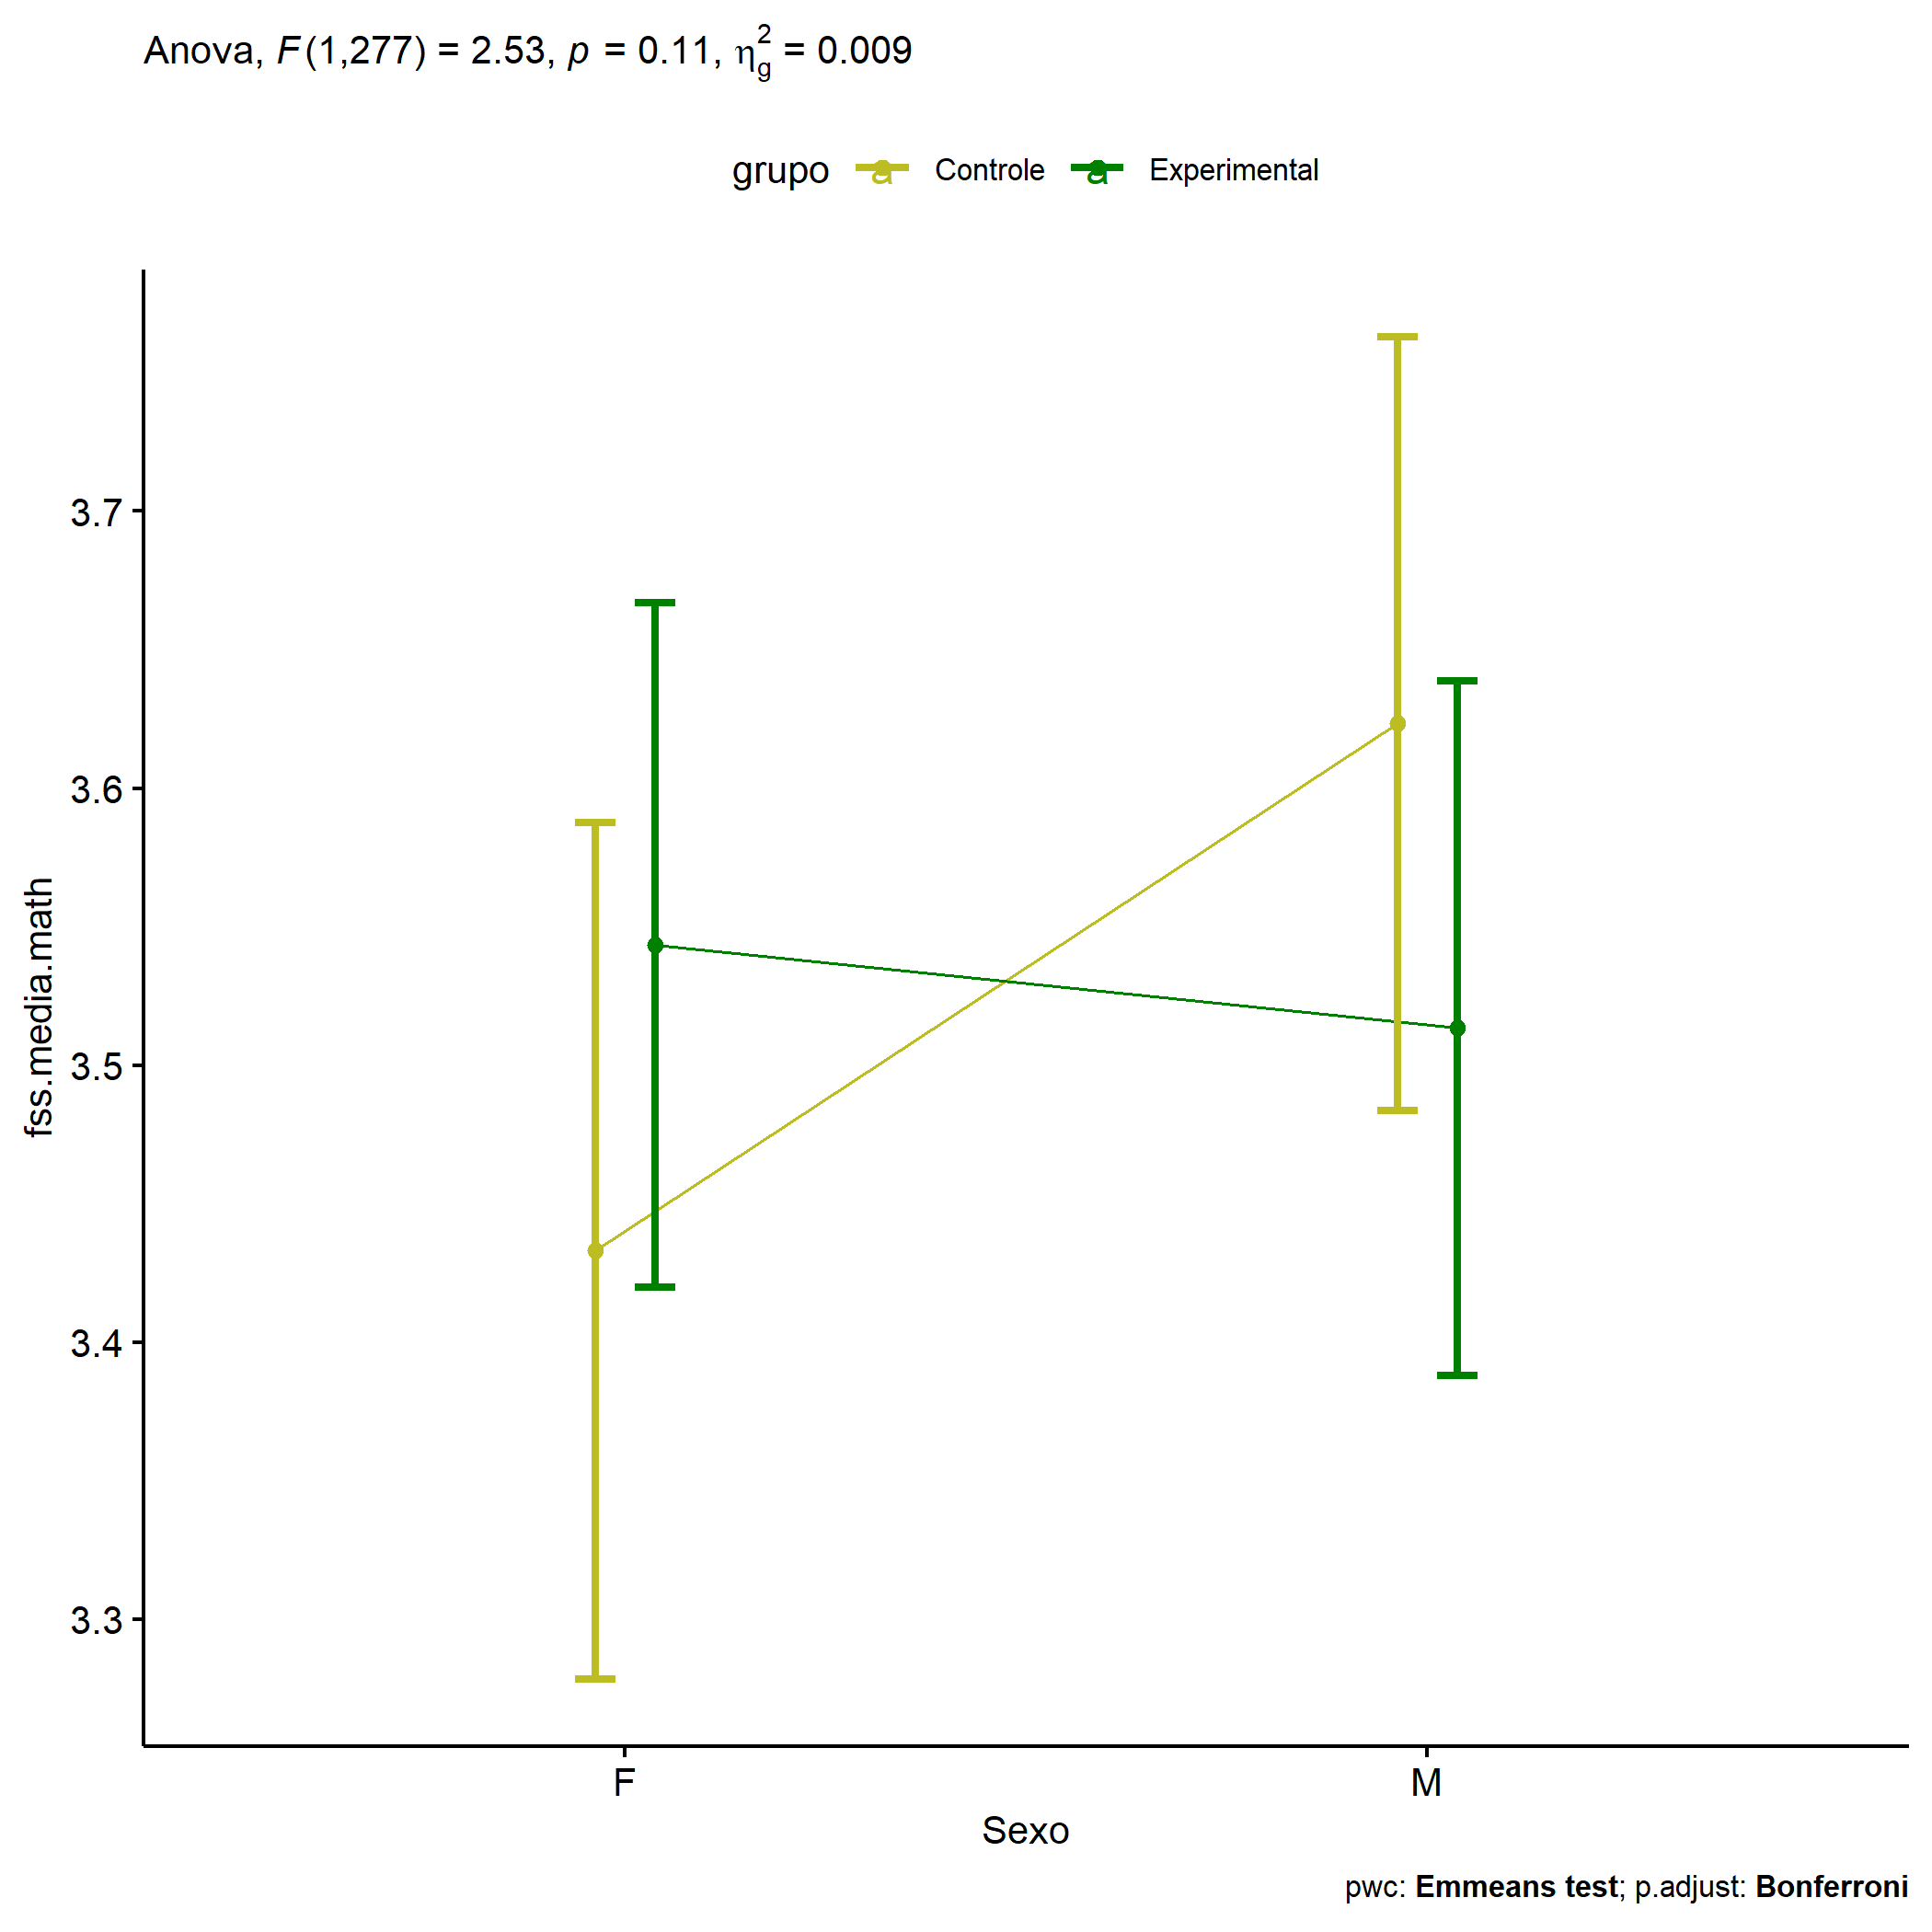 Anova, F(1,277) = 2.53, p = 0.11, η²g = 0.009
grupo a Controle a Experimental
fss.media.math
3.7
3.6
3.5
3.4
3.3
F M
Sexo
pwc: Emmeans test; p.adjust: Bonferroni